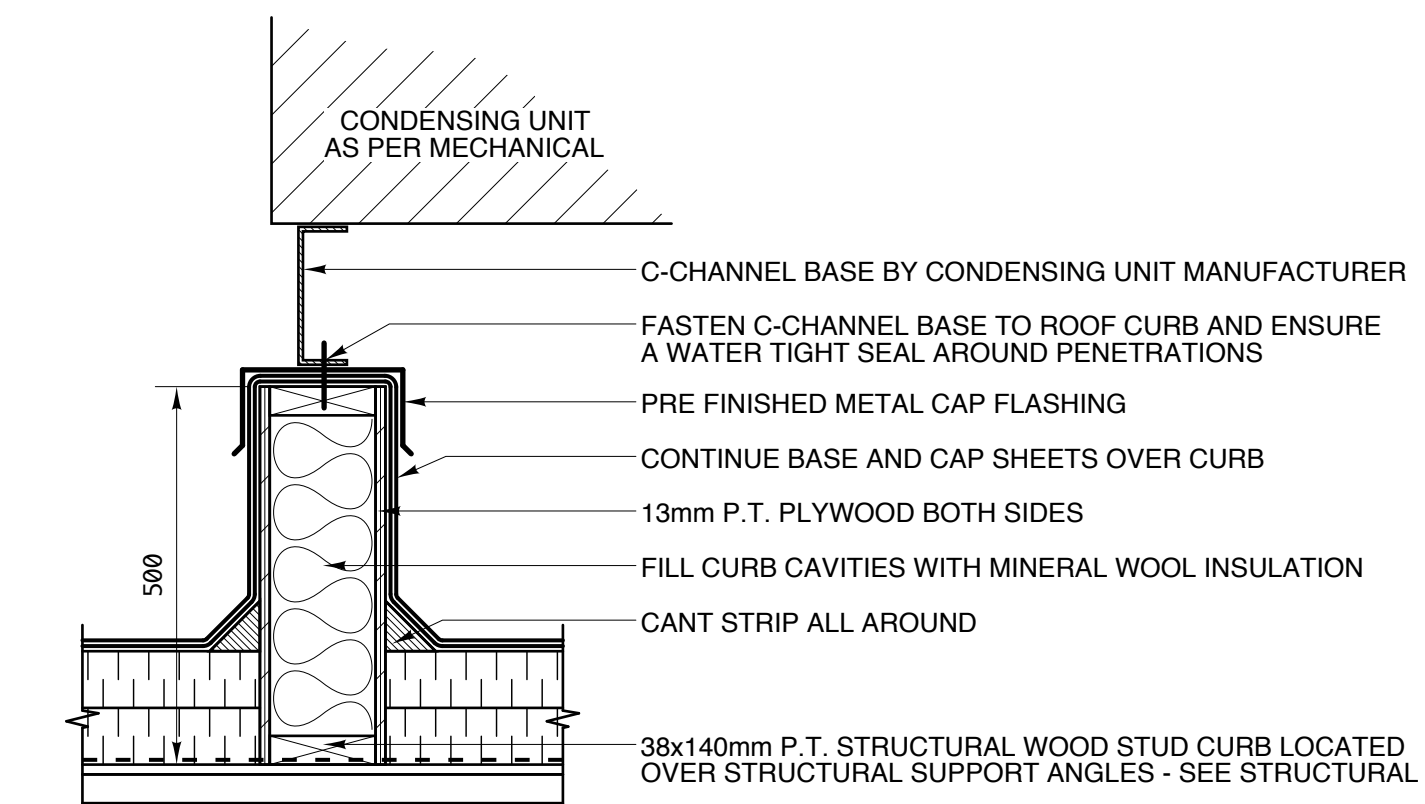 CONDENSING UNIT
AS PER MECHANICAL
C-CHANNEL BASE BY CONDENSING UNIT MANUFACTURER
FASTEN C-CHANNEL BASE TO ROOF CURB AND ENSURE
A WATER TIGHT SEAL AROUND PENETRATIONS
PRE FINISHED METAL CAP FLASHING
CONTINUE BASE AND CAP SHEETS OVER CURB
13mm P.T. PLYWOOD BOTH SIDES
500
FILL CURB CAVITIES WITH MINERAL WOOL INSULATION
CANT STRIP ALL AROUND
38x140mm P.T. STRUCTURAL WOOD STUD CURB LOCATED
OVER STRUCTURAL SUPPORT ANGLES - SEE STRUCTURAL